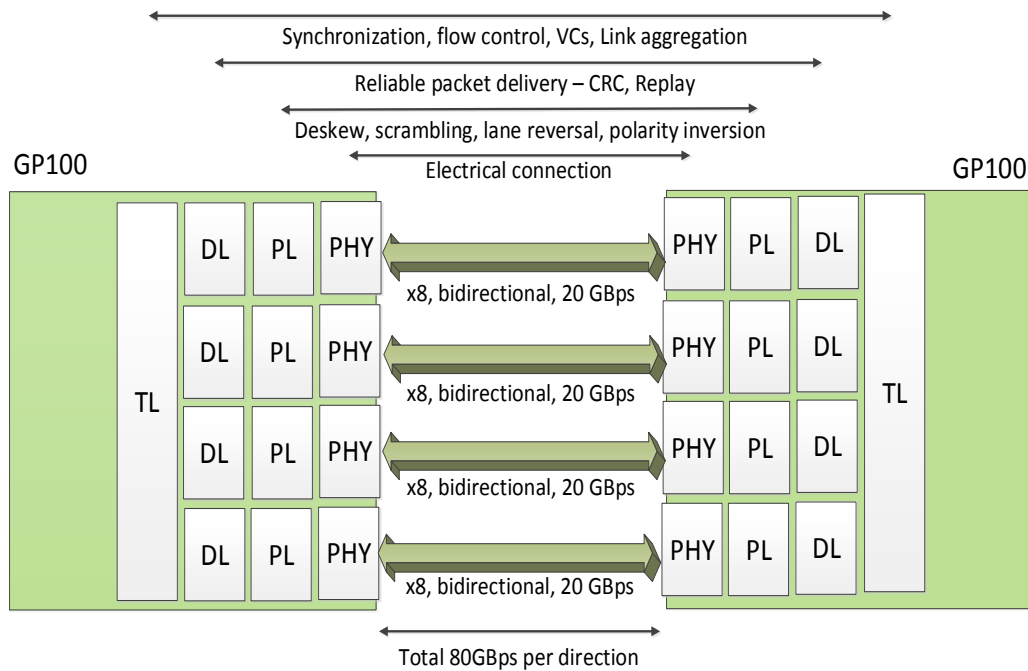 Synchronization, flow control, VCs, Link aggregation
Reliable packet delivery – CRC, Replay
Deskew, scrambling, lane reversal, polarity inversion
GP100
Electrical connection
GP100
TL
DL PL PHY
PHY PL DL
TL
x8, bidirectional, 20 GBps
DL PL PHY
PHY PL DL
x8, bidirectional, 20 GBps
DL PL PHY
PHY PL DL
x8, bidirectional, 20 GBps
DL PL PHY
PHY PL DL
x8, bidirectional, 20 GBps
Total 80GBps per direction